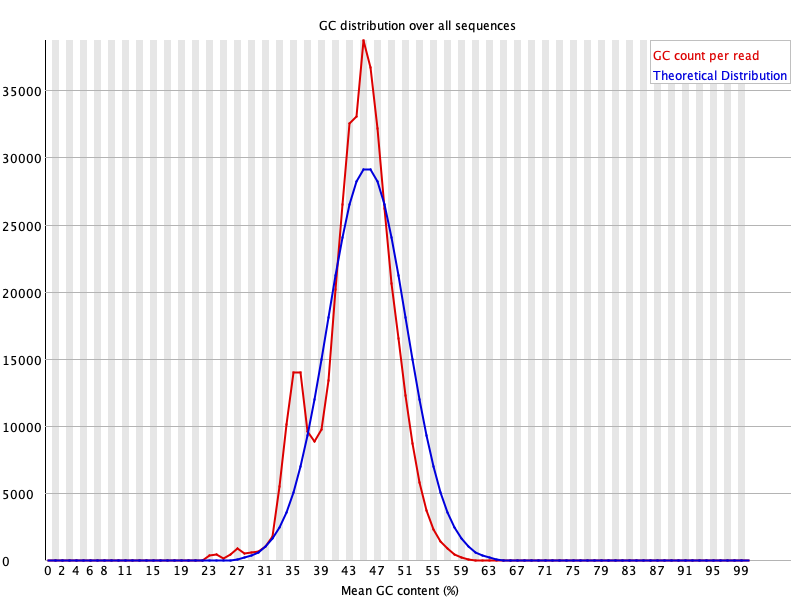 GC distribution over all sequences
GC count per read
Theoretical Distribution
35000
30000
25000
20000
15000
10000
5000
0
0 2 4 6 8 11 15 19 23 27 31 35 39 43 47 51 55 59 63 67 71 75 79 83 87 91 95 99
Mean GC content (%)